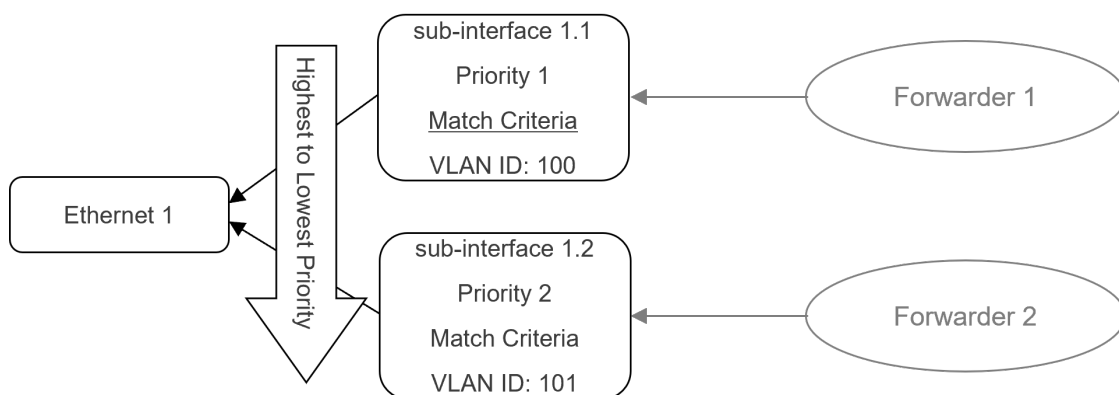 sub-interface 1.1
Priority 1
Match Criteria
VLAN ID: 100
Forwarder 1
Highest to Lowest Priority
Ethernet 1
sub-interface 1.2
Priority 2
Match Criteria
VLAN ID: 101
Forwarder 2